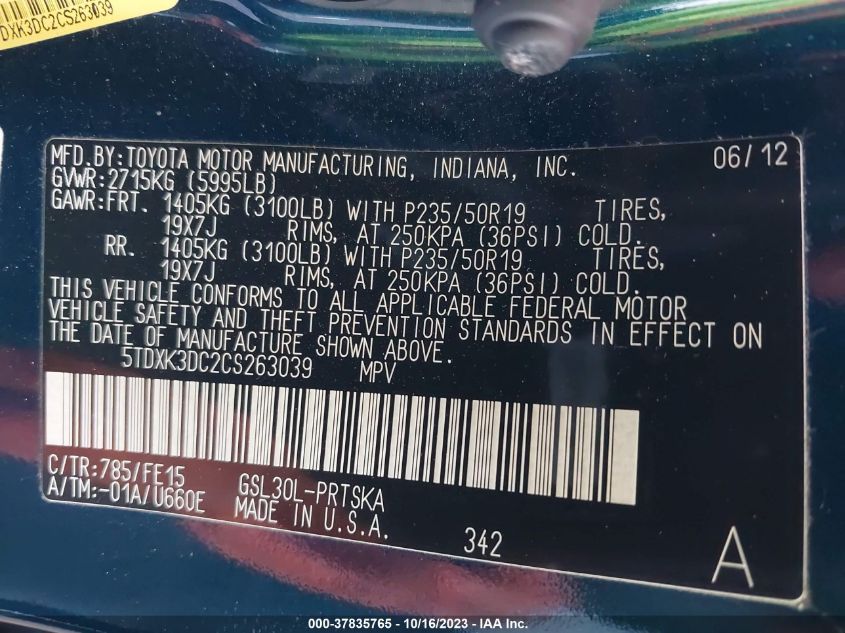 DXK3DC2CS263039
MFD.BY:TOYOTA MOTOR MANUFACTURING, INDIANA, INC. 06/12
GVWR:2715KG (5995LB)
GAWR:FRT. 1405KG (3100LB) WITH P235/50R19 TIRES,
19X7J RIMS, AT 250KPA (36PSI) COLD.
RR. 1405KG (3100LB) WITH P235/50R19 TIRES,
19X7J RIMS, AT 250KPA (36PSI) COLD.
THIS VEHICLE CONFORMS TO ALL APPLICABLE FEDERAL MOTOR
VEHICLE SAFETY AND THEFT PREVENTION STANDARDS IN EFFECT ON
THE DATE OF MANUFACTURE SHOWN ABOVE.
5TDXK3DC2CS263039 MPV
C/TR:785/FE15 GSL30L-PRTSKA
A/TM:-01A/U660E MADE IN U.S.A.
342 A
000-37835765 - 10/16/2023 - IAA Inc.